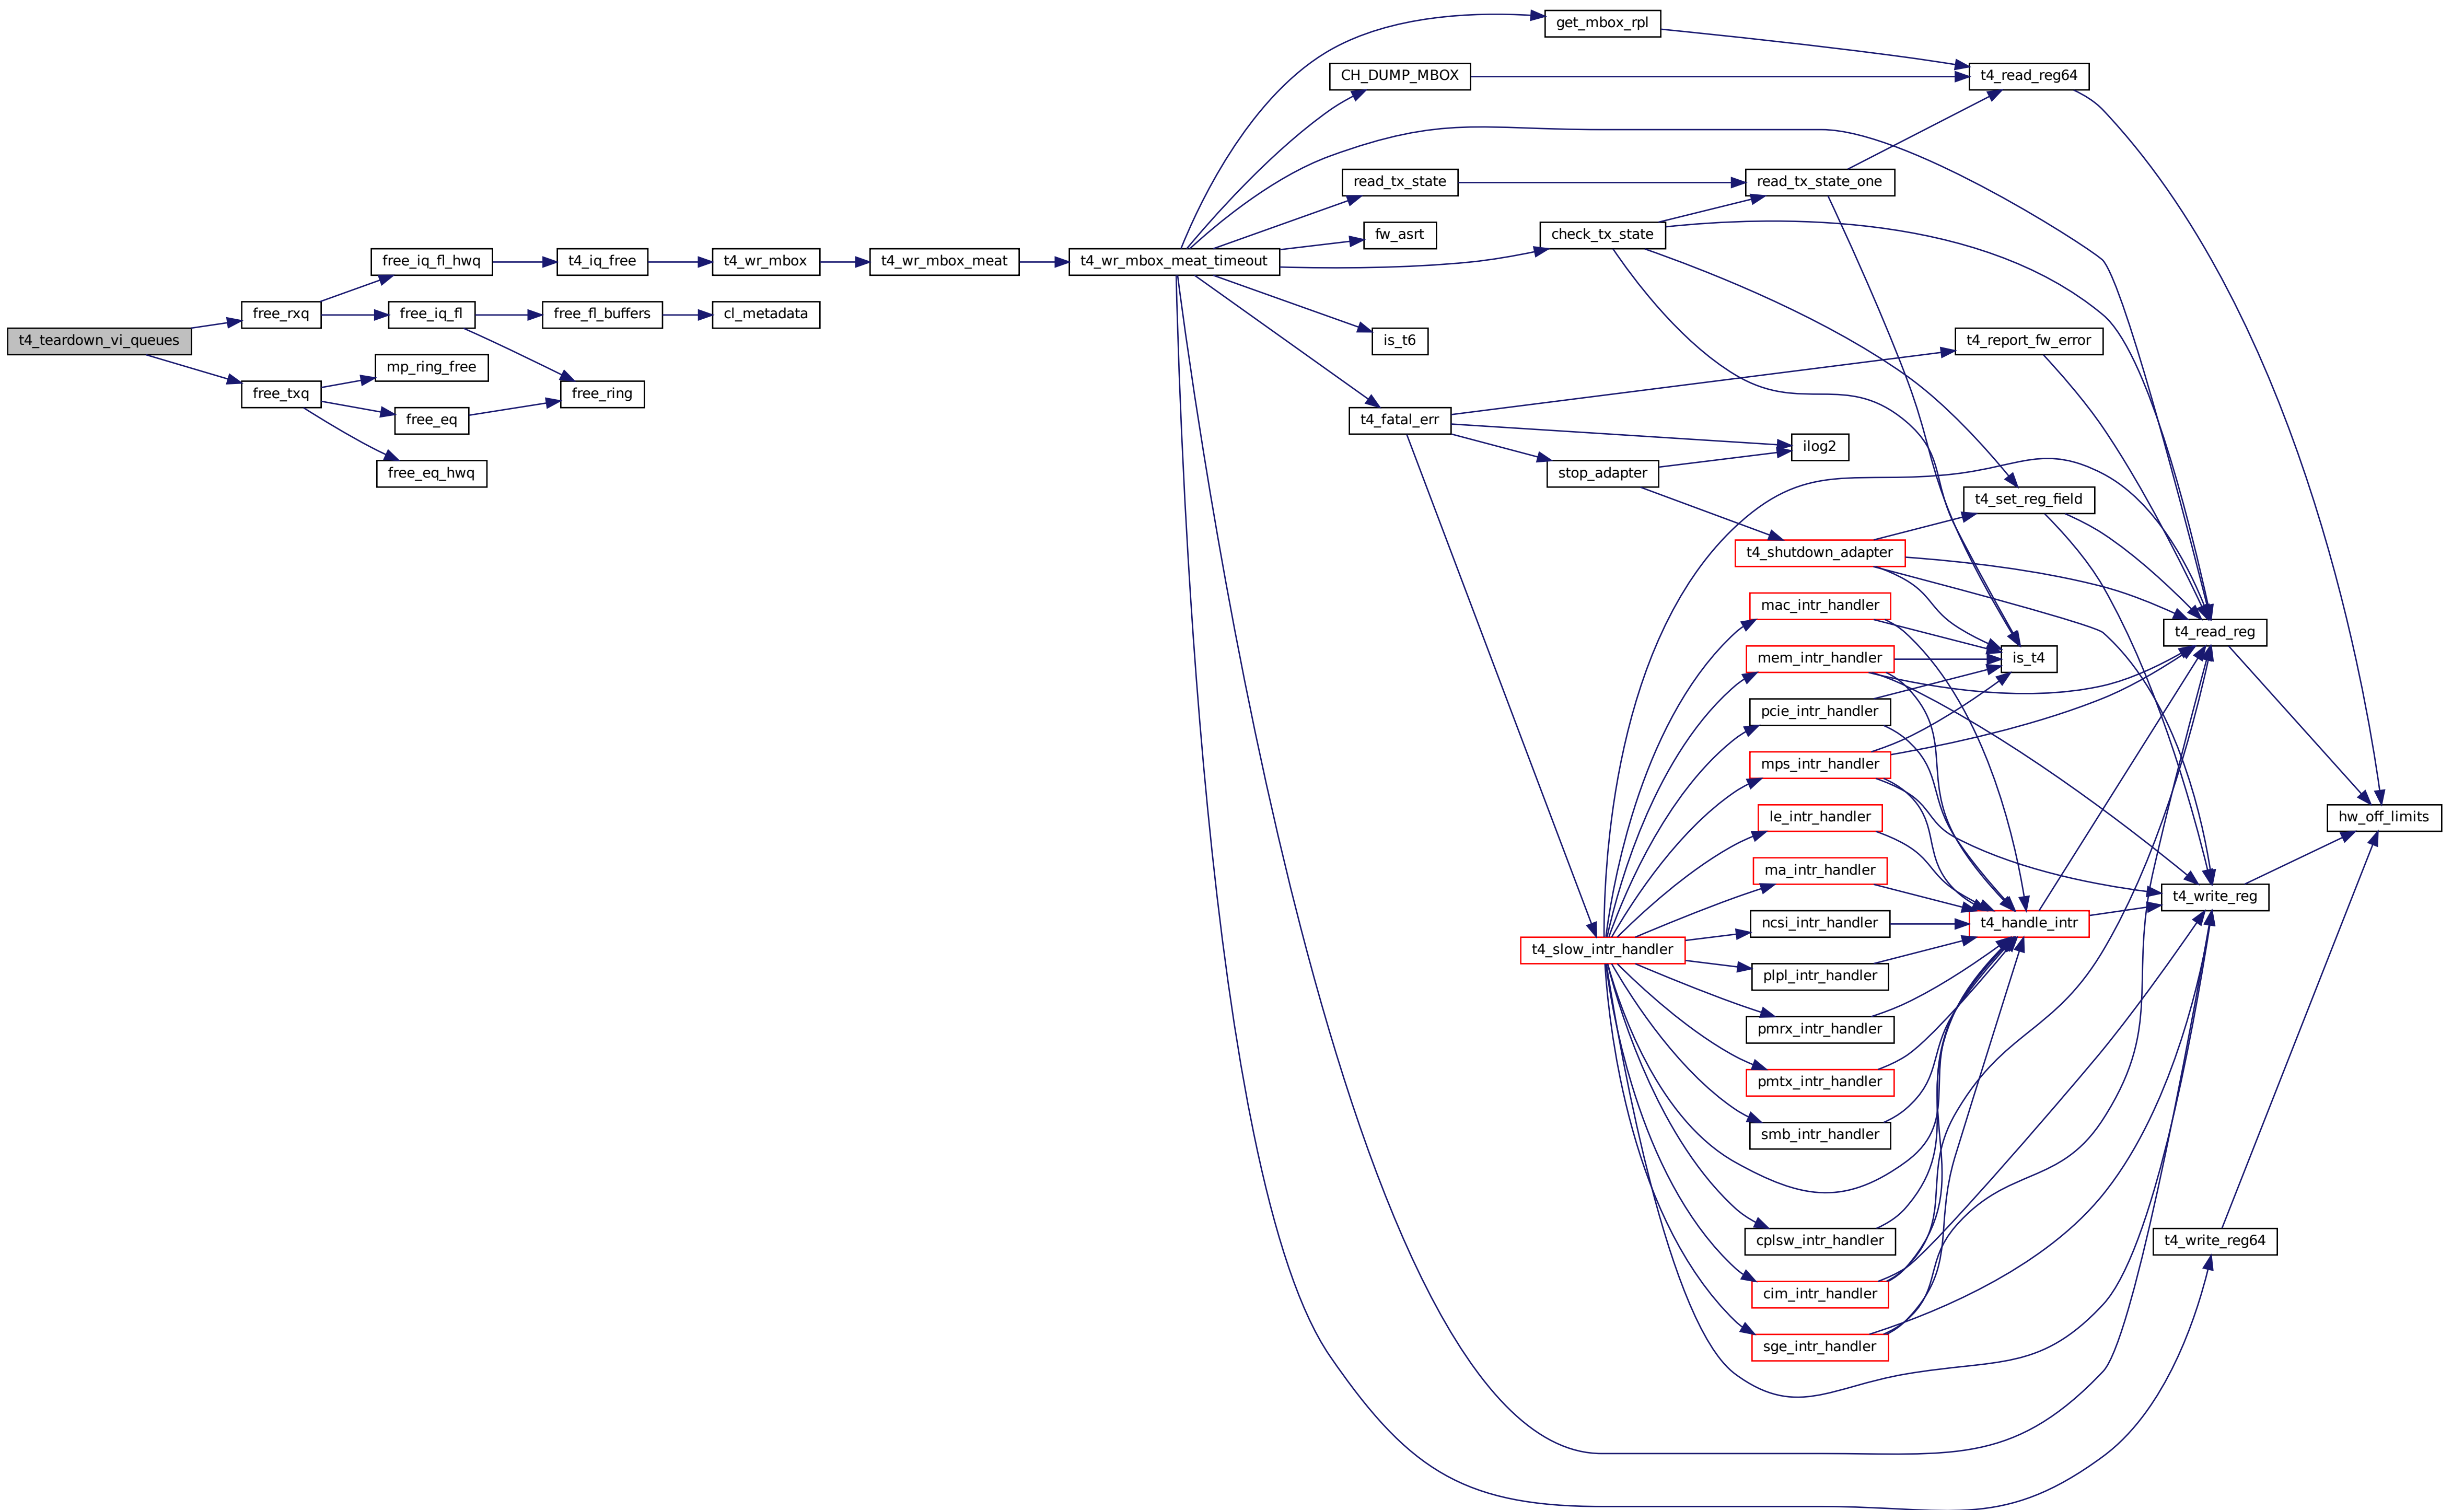 t4_teardown_vi_queues
free_rxq
free_txq
free_iq_fl_hwq
free_iq_fl
mp_ring_free
free_eq
free_eq_hwq
t4_iq_free
free_fl_buffers
free_ring
t4_wr_mbox
cl_metadata
t4_wr_mbox_meat
t4_wr_mbox_meat_timeout
CH_DUMP_MBOX
read_tx_state
fw_asrt
is_t6
t4_fatal_err
get_mbox_rpl
check_tx_state
stop_adapter
t4_slow_intr_handler
read_tx_state_one
ilog2
t4_shutdown_adapter
mac_intr_handler
mem_intr_handler
pcie_intr_handler
mps_intr_handler
le_intr_handler
ma_intr_handler
ncsi_intr_handler
plpl_intr_handler
pmrx_intr_handler
pmtx_intr_handler
smb_intr_handler
cplsw_intr_handler
cim_intr_handler
sge_intr_handler
t4_read_reg64
t4_report_fw_error
t4_set_reg_field
is_t4
t4_handle_intr
t4_read_reg
t4_write_reg
t4_write_reg64
hw_off_limits